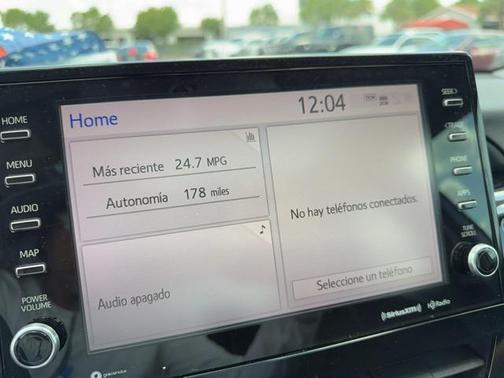 Home
12:04
HOME
MENU
AUDIO
MAP
POWER
VOLUME
Más reciente 24.7 MPG
Autonomía 178 miles
Audio apagado
No hay teléfonos conectados.
Seleccione un teléfono
SEEK
TRACK
PHONE
APPS
TUNE
SCROLL
gracenote
SiriusXM
HD Radio